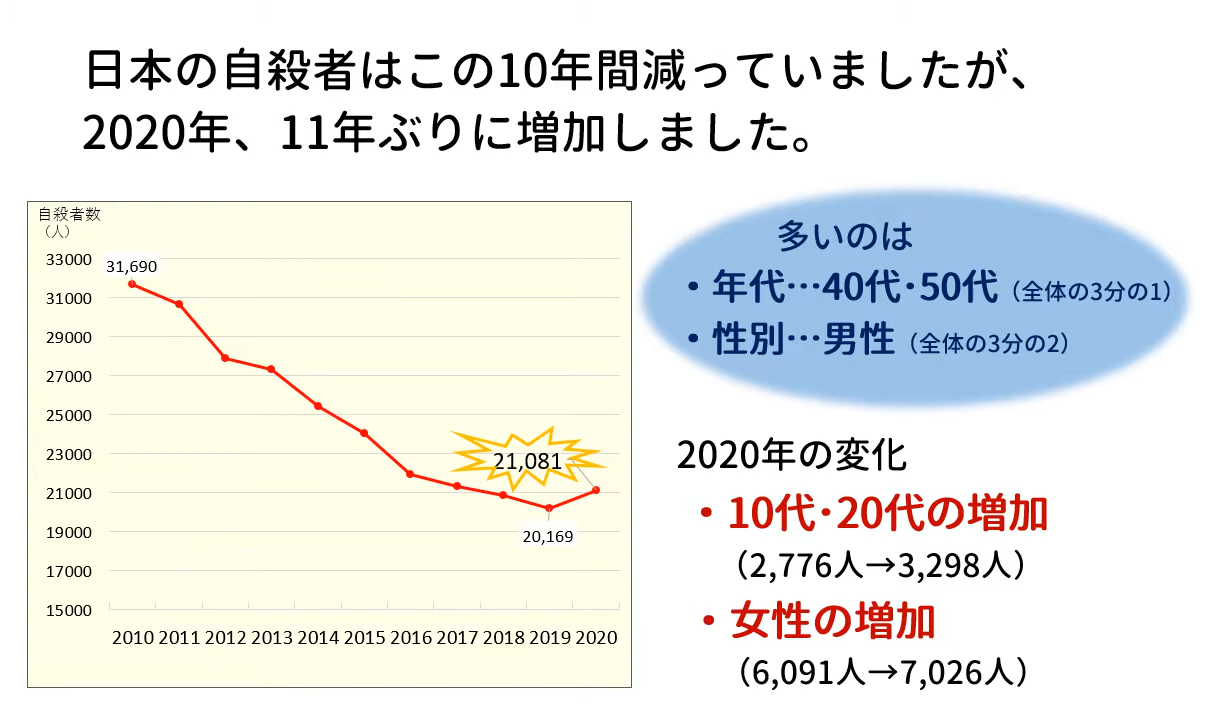 日本の自殺者はこの10年間減っていましたが、
2020年、11年ぶりに増加しました。
自殺者数
（人）
33000
31000
29000
27000
25000
23000
21000
19000
17000
15000
31,690
21,081
20,169
2010 2011 2012 2013 2014 2015 2016 2017 2018 2019 2020
多いのは
・年代…40代・50代（全体の3分の1）
・性別…男性（全体の3分の2）
2020年の変化
・10代・20代の増加
（2,776人→3,298人）
・女性の増加
（6,091人→7,026人）